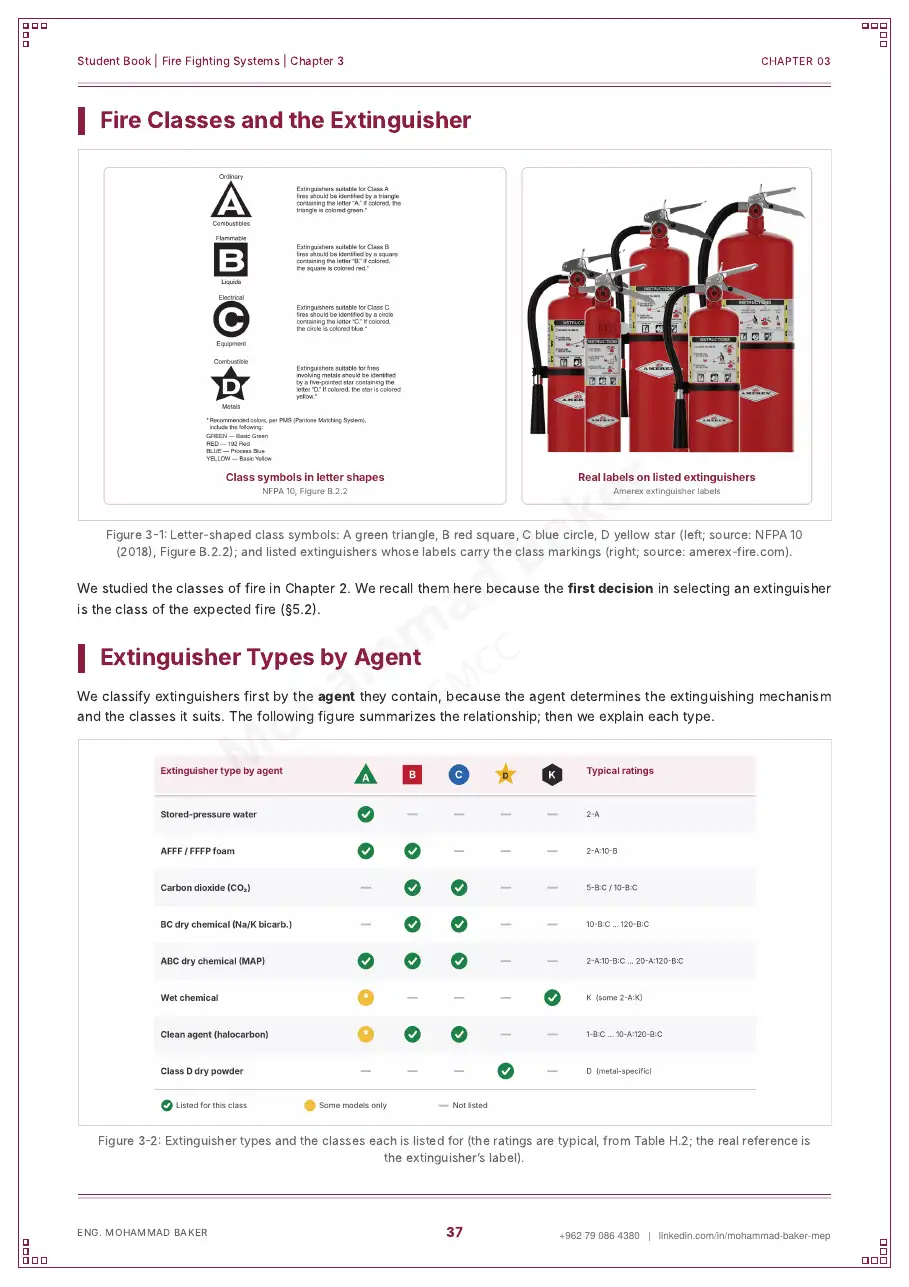 Student Book | Fire Fighting Systems | Chapter 3
CHAPTER 03
Fire Classes and the Extinguisher
Ordinary
A
Combustibles
Extinguishers suitable for Class A
fires should be identified by a triangle
containing the letter “A.” If colored, the
triangle is colored green.*
Flammable
B
Liquids
Extinguishers suitable for Class B
fires should be identified by a square
containing the letter “B.” If colored,
the square is colored red.*
Electrical
C
Equipment
Extinguishers suitable for Class C
fires should be identified by a circle
containing the letter “C.” If colored,
the circle is colored blue.*
Combustible
D
Metals
Extinguishers suitable for fires
involving metals should be identified
by a five-pointed star containing the
letter “D.” If colored, the star is colored
yellow.*
* Recommended colors, per PMS (Pantone Matching System),
include the following:
GREEN — Basic Green
RED — 192 Red
BLUE — Process Blue
YELLOW — Basic Yellow
Class symbols in letter shapes
NFPA 10, Figure B.2.2
INSTRUCTIONS
INSTRUCTIONS
INSTRUCTIONS
INSTRUCTIONS
AMEREX
AMEREX
AMEREX
Real labels on listed extinguishers
Amerex extinguisher labels
Figure 3-1: Letter-shaped class symbols: A green triangle, B red square, C blue circle, D yellow star (left; source: NFPA 10
(2018), Figure B.2.2); and listed extinguishers whose labels carry the class markings (right; source: amerex-fire.com).
We studied the classes of fire in Chapter 2. We recall them here because the first decision in selecting an extinguisher
is the class of the expected fire (§5.2).
Extinguisher Types by Agent
We classify extinguishers first by the agent they contain, because the agent determines the extinguishing mechanism
and the classes it suits. The following figure summarizes the relationship; then we explain each type.
Extinguisher type by agent A B C D K Typical ratings
Stored-pressure water — — — — 2-A
AFFF / FFFP foam — — — 2-A:10-B
Carbon dioxide (CO₂) — — — 5-B:C / 10-B:C
BC dry chemical (Na/K bicarb.) — — — 10-B:C ... 120-B:C
ABC dry chemical (MAP) — — 2-A:10-B:C ... 20-A:120-B:C
Wet chemical — — — K (some 2-A:K)
Clean agent (halocarbon) — — 1-B:C ... 10-A:120-B:C
Class D dry powder — — — — D (metal-specific)
Listed for this class Some models only — Not listed
Figure 3-2: Extinguisher types and the classes each is listed for (the ratings are typical, from Table H.2; the real reference is
the extinguisher’s label).
Mohammad Baker
EMCC
ENG. MOHAMMAD BAKER
37
+962 79 086 4380 | linkedin.com/in/mohammad-baker-mep